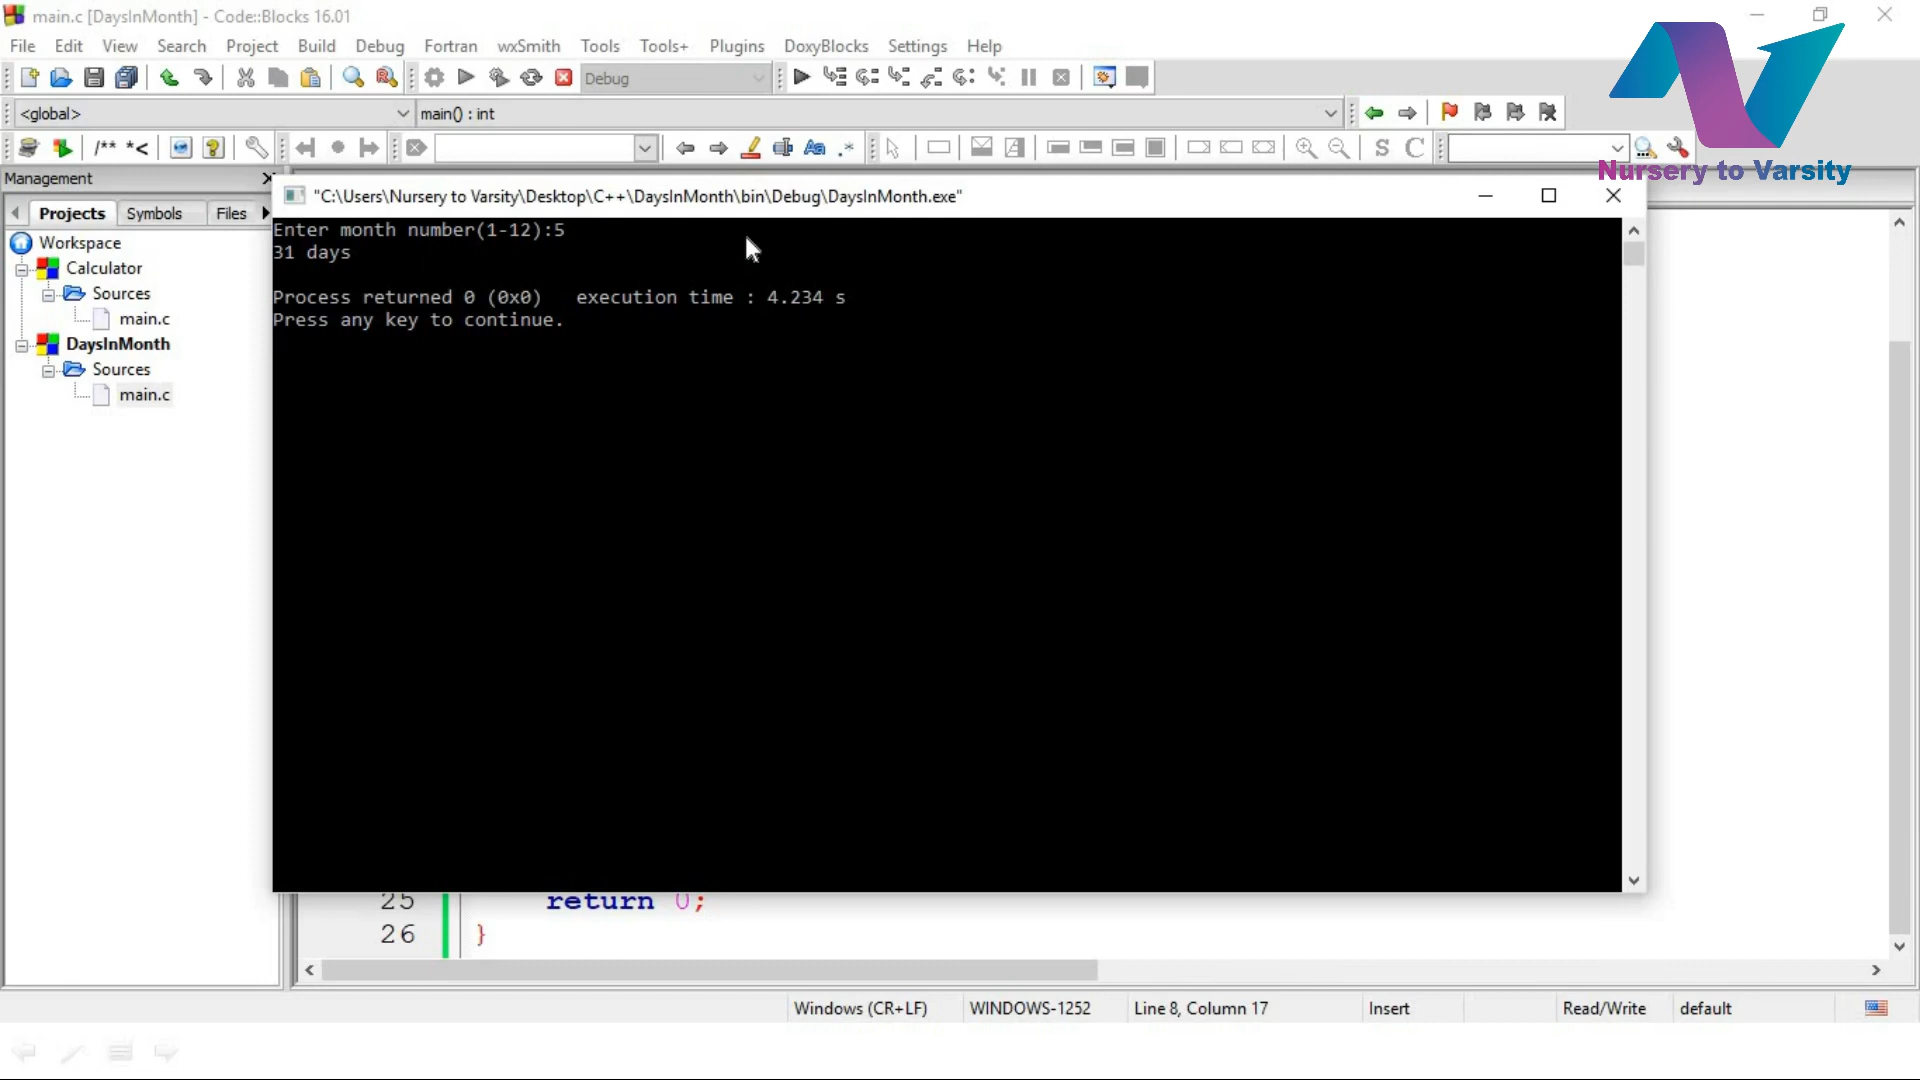 main.c [DaysInMonth] - Code::Blocks 16.01
File Edit View Search Project Build Debug Fortran wxSmith Tools Tools+ Plugins DoxyBlocks Settings Help
Debug
<global> main() : int
/** *<
Aa .* S C
Nursery to Varsity
Management
"C:\Users\Nursery to Varsity\Desktop\C++\DaysInMonth\bin\Debug\DaysInMonth.exe"
Projects Symbols Files
Workspace
Calculator
Sources
main.c
DaysInMonth
Sources
main.c
Enter month number(1-12):5
31 days
Process returned 0 (0x0)   execution time : 4.234 s
Press any key to continue.
25 return 0;
26 }
Windows (CR+LF) WINDOWS-1252 Line 8, Column 17 Insert Read/Write default